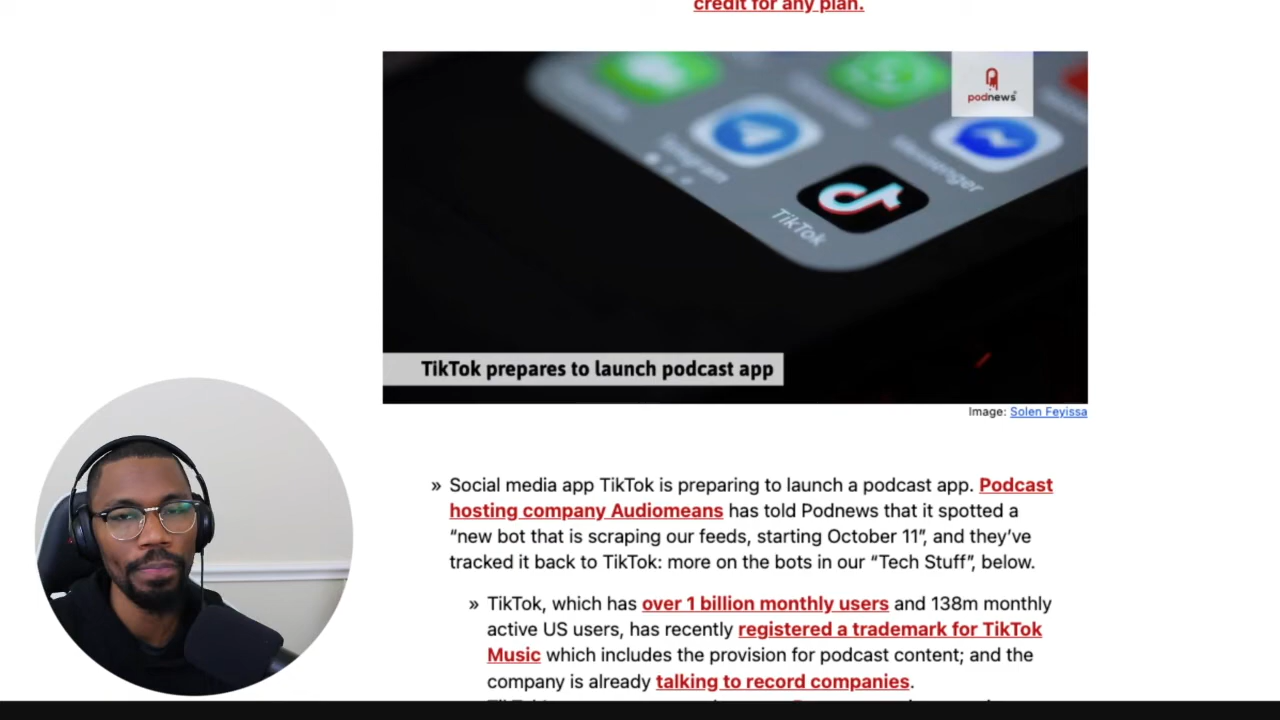 credit for any plan.
podnews
Telegram
Messenger
TikTok
TikTok prepares to launch podcast app
Image: Solen Feyissa
» Social media app TikTok is preparing to launch a podcast app. Podcast
hosting company Audiomeans has told Podnews that it spotted a
“new bot that is scraping our feeds, starting October 11”, and they’ve
tracked it back to TikTok: more on the bots in our “Tech Stuff”, below.
» TikTok, which has over 1 billion monthly users and 138m monthly
active US users, has recently registered a trademark for TikTok
Music which includes the provision for podcast content; and the
company is already talking to record companies.